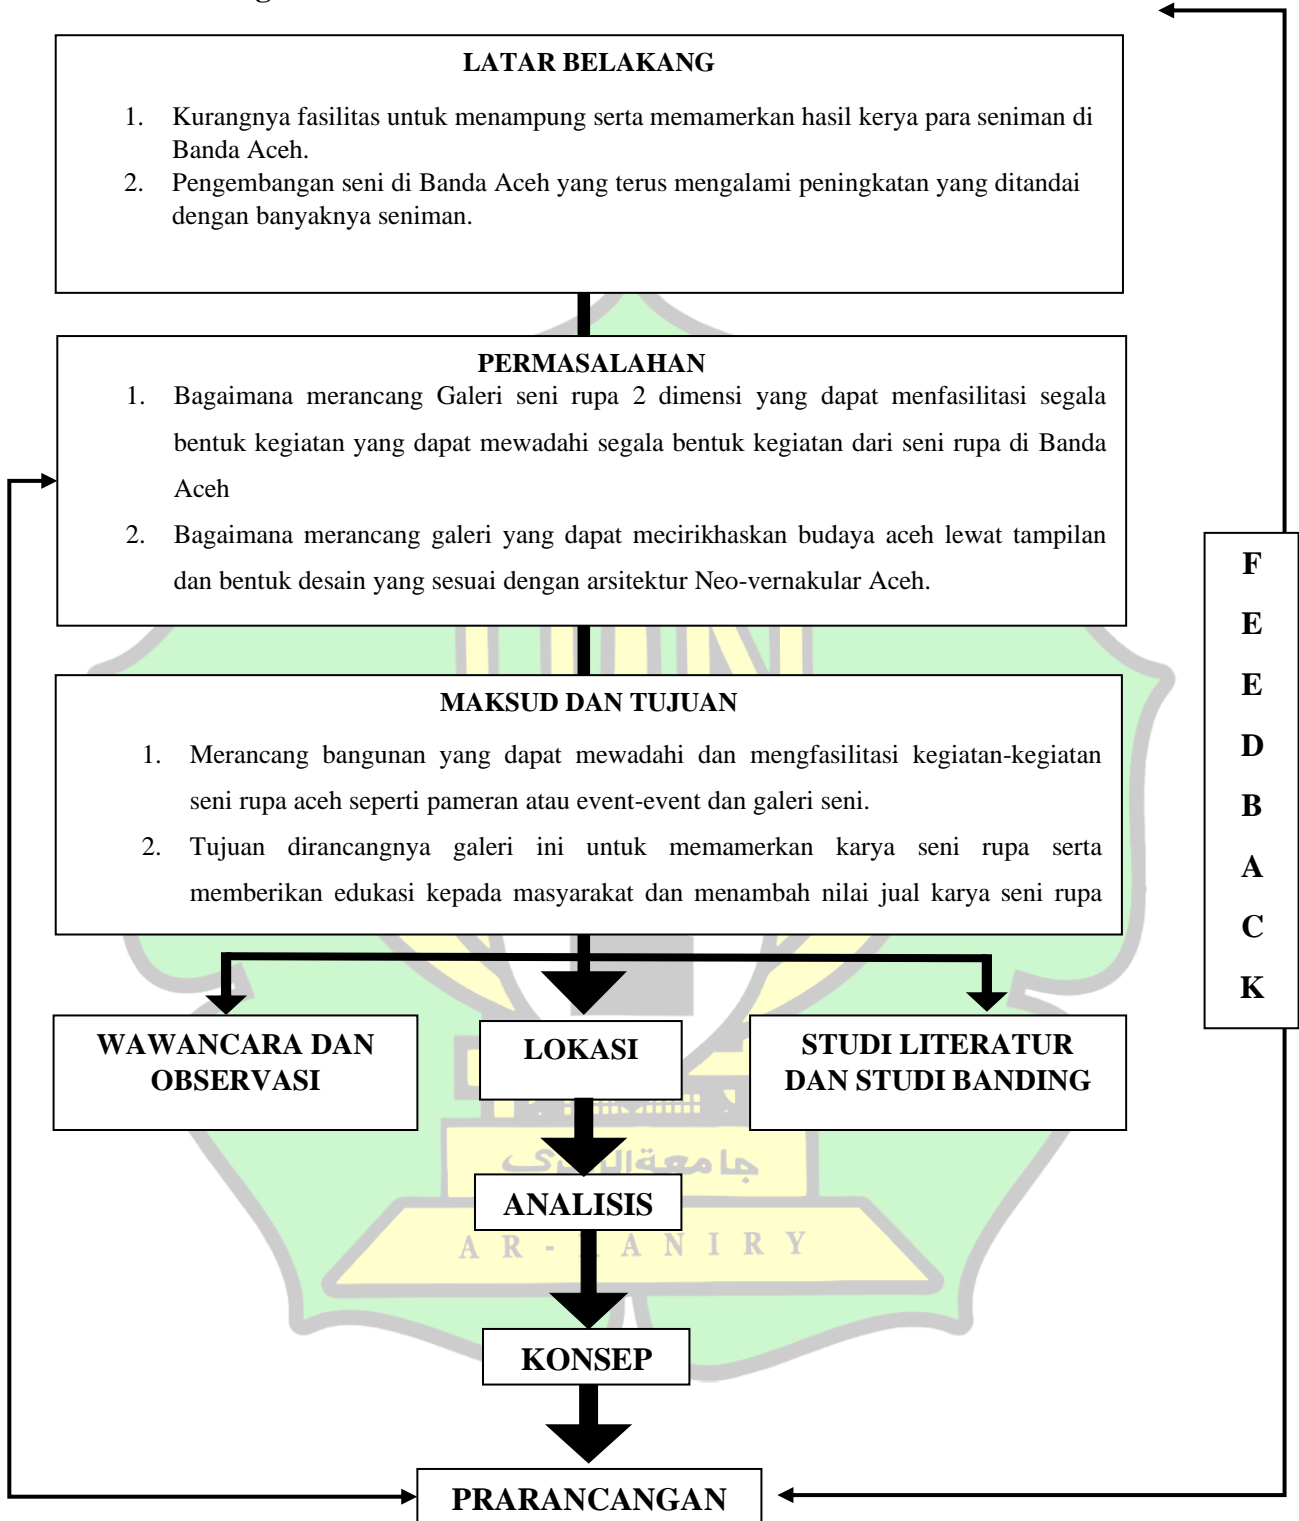 LATAR BELAKANG
1. Kurangnya fasilitas untuk menampung serta memamerkan hasil kerya para seniman di
Banda Aceh.
2. Pengembangan seni di Banda Aceh yang terus mengalami peningkatan yang ditandai
dengan banyaknya seniman.
PERMASALAHAN
1. Bagaimana merancang Galeri seni rupa 2 dimensi yang dapat menfasilitasi segala
bentuk kegiatan yang dapat mewadahi segala bentuk kegiatan dari seni rupa di Banda
Aceh
2. Bagaimana merancang galeri yang dapat mecirikhaskan budaya aceh lewat tampilan
dan bentuk desain yang sesuai dengan arsitektur Neo-vernakular Aceh.
MAKSUD DAN TUJUAN
1. Merancang bangunan yang dapat mewadahi dan mengfasilitasi kegiatan-kegiatan
seni rupa aceh seperti pameran atau event-event dan galeri seni.
2. Tujuan dirancangnya galeri ini untuk memamerkan karya seni rupa serta
memberikan edukasi kepada masyarakat dan menambah nilai jual karya seni rupa
WAWANCARA DAN
OBSERVASI
LOKASI
STUDI LITERATUR
DAN STUDI BANDING
جامعة
ANALISIS
A R - A N I R Y
KONSEP
PRARANCANGAN
F
E
E
D
B
A
C
K